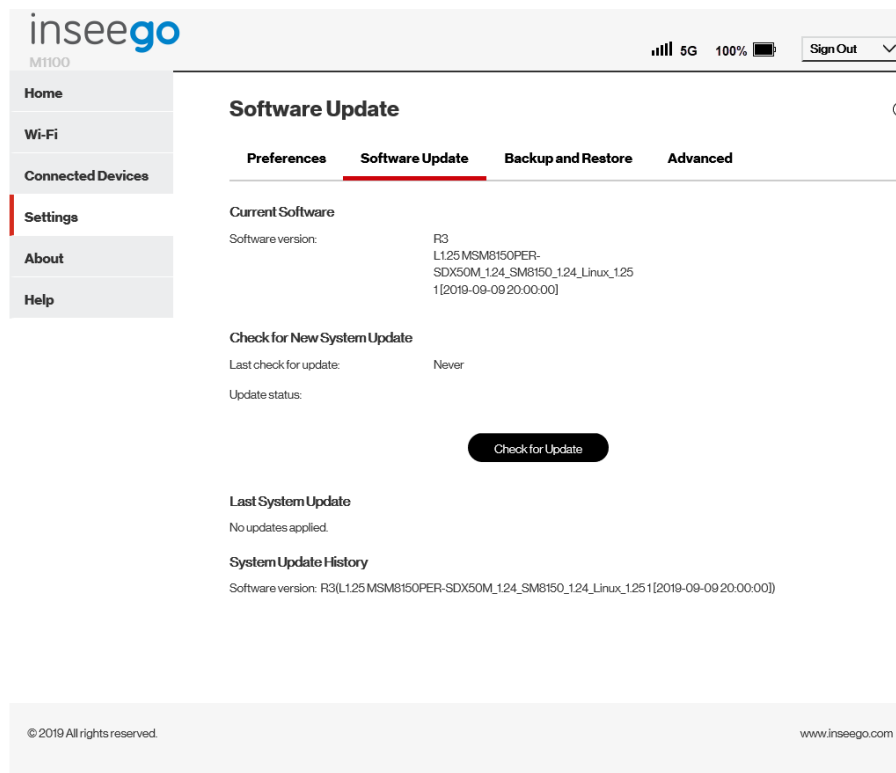 inseego
M1100
5G 100%
Sign Out
Home
Wi-Fi
Connected Devices
Settings
About
Help
Software Update
Preferences Software Update Backup and Restore Advanced
Current Software
Software version: R3
L1.25 MSM8150PER-
SDX50M_1.24_SM8150_1.24_Linux_1.25
1 [2019-09-09 20:00:00]
Check for New System Update
Last check for update: Never
Update status:
Check for Update
Last System Update
No updates applied.
System Update History
Software version: R3(L1.25 MSM8150PER-SDX50M_1.24_SM8150_1.24_Linux_1.25 1 [2019-09-09 20:00:00])
© 2019 All rights reserved.
www.inseego.com